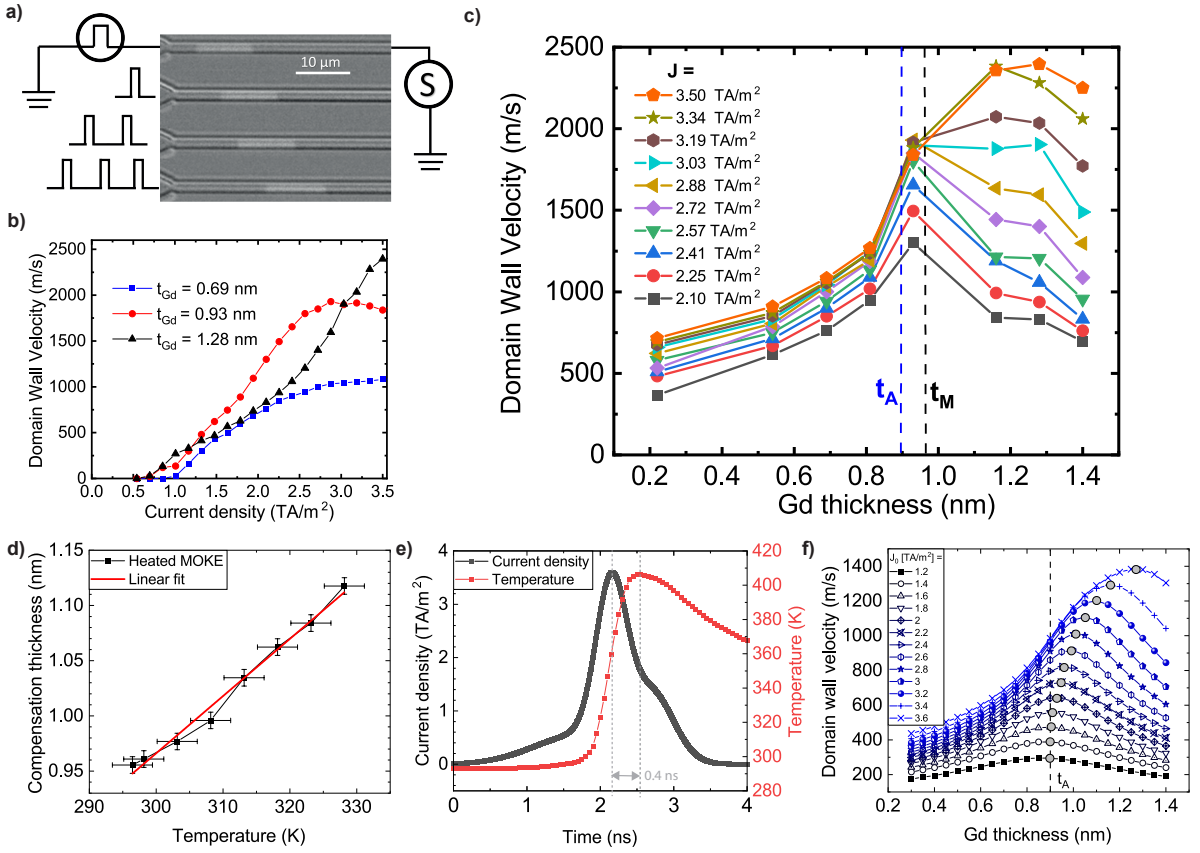 a)
10 µm
S
b)
Domain Wall Velocity (m/s)
2500
2000
1500
1000
500
0
t_Gd = 0.69 nm
t_Gd = 0.93 nm
t_Gd = 1.28 nm
0.0 0.5 1.0 1.5 2.0 2.5 3.0 3.5
Current density (TA/m²)
c)
Domain Wall Velocity (m/s)
2500
2000
1500
1000
500
0
J =
3.50 TA/m²
3.34 TA/m²
3.19 TA/m²
3.03 TA/m²
2.88 TA/m²
2.72 TA/m²
2.57 TA/m²
2.41 TA/m²
2.25 TA/m²
2.10 TA/m²
t_A
t_M
0.2 0.4 0.6 0.8 1.0 1.2 1.4
Gd thickness (nm)
d)
Compensation thickness (nm)
1.15
1.10
1.05
1.00
0.95
Heated MOKE
Linear fit
290 300 310 320 330
Temperature (K)
e)
Current density (TA/m²)
4
3
2
1
0
Current density
Temperature
0.4 ns
420
400
380
360
340
320
300
280
Temperature (K)
0 1 2 3 4
Time (ns)
f)
Domain wall velocity (m/s)
1400
1200
1000
800
600
400
200
J₀ [TA/m²] =
1.2
1.4
1.6
1.8
2
2.2
2.4
2.6
2.8
3
3.2
3.4
3.6
t_A
0.2 0.4 0.6 0.8 1.0 1.2 1.4
Gd thickness (nm)